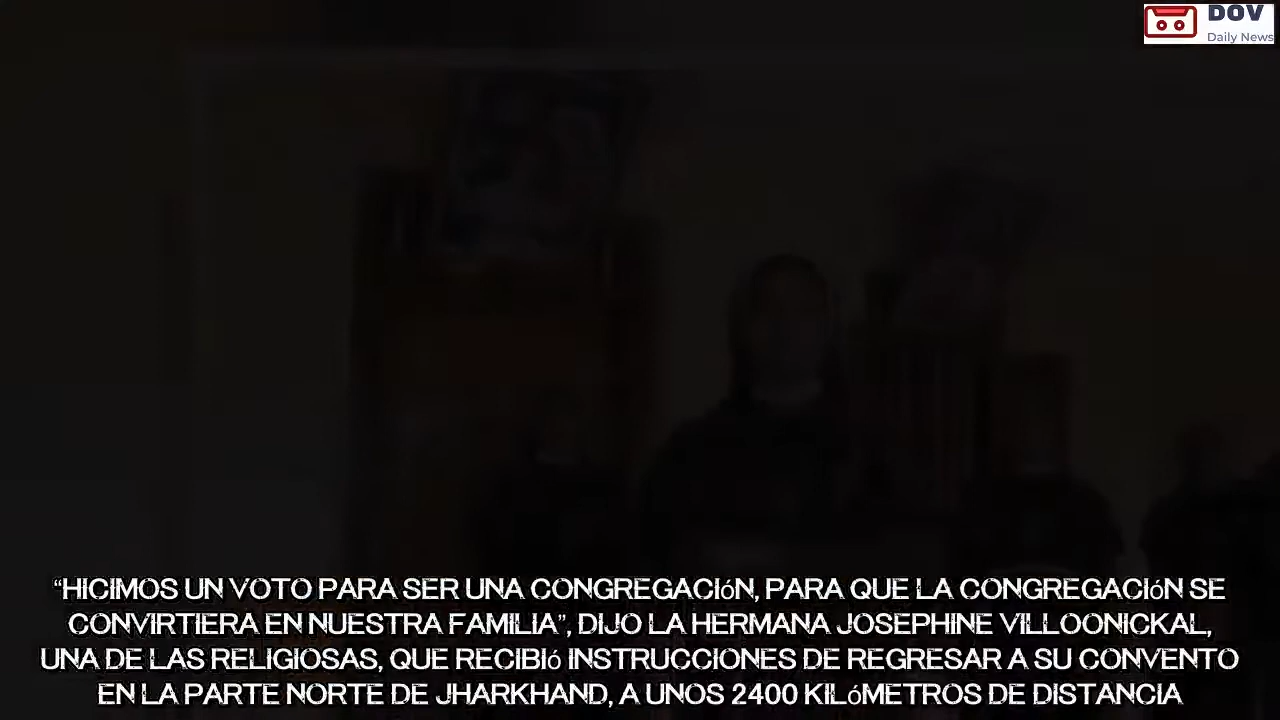 DOV
Daily News
“HICIMOS UN VOTO PARA SER UNA CONGREGACIóN, PARA QUE LA CONGREGACIóN SE
CONVIRTIERA EN NUESTRA FAMILIA”, DIJO LA HERMANA JOSEPHINE VILLOONICKAL,
UNA DE LAS RELIGIOSAS, QUE RECIBIó INSTRUCCIONES DE REGRESAR A SU CONVENTO
EN LA PARTE NORTE DE JHARKHAND, A UNOS 2400 KILóMETROS DE DISTANCIA